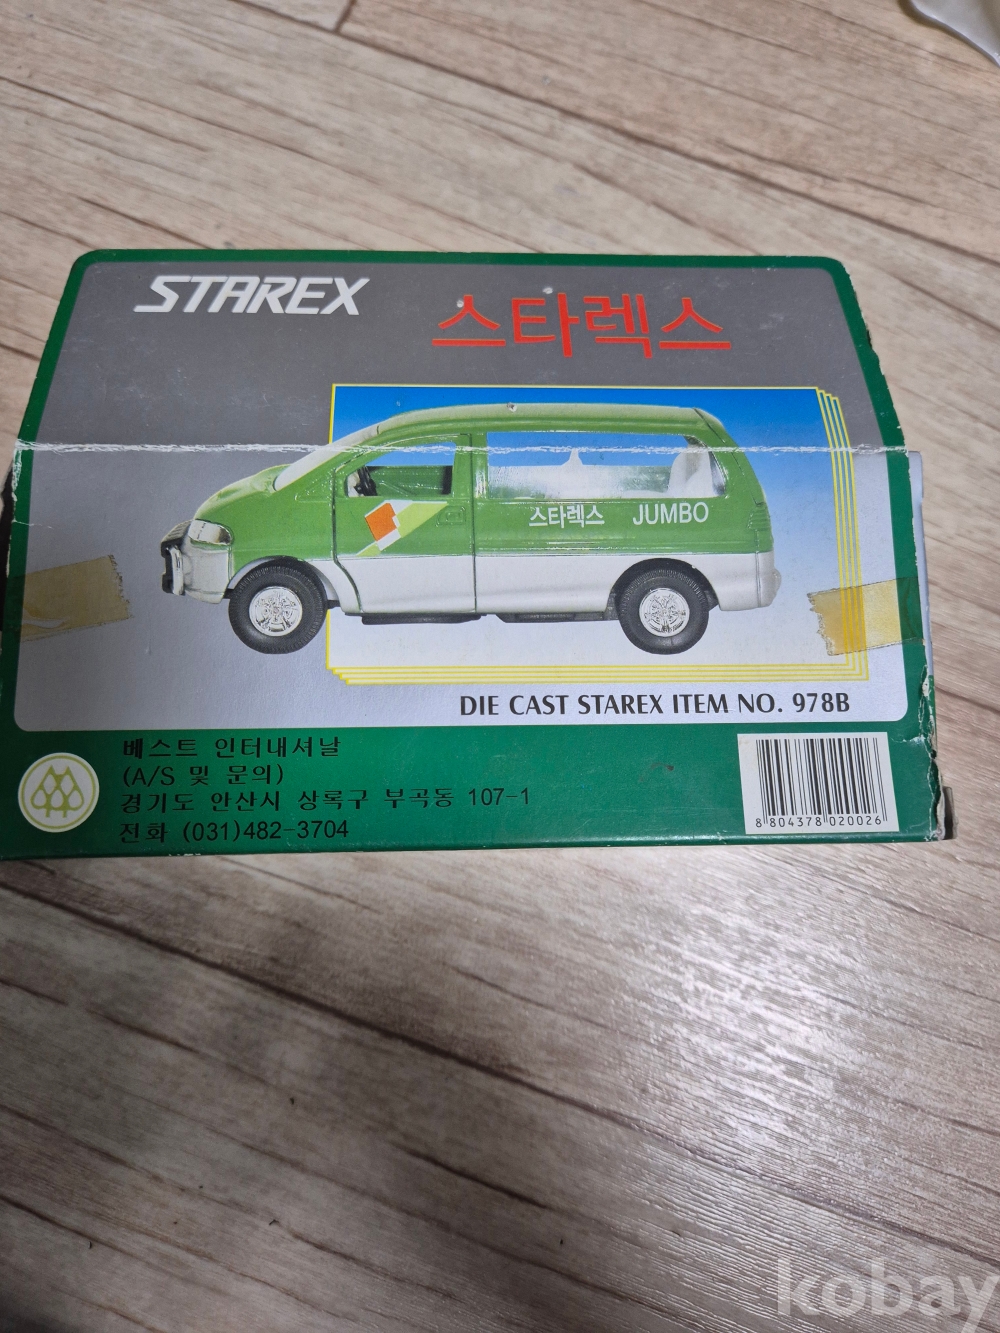 STAREX
스타렉스
스타렉스 JUMBO
DIE CAST STAREX ITEM NO. 978B
베스트 인터내셔날
(A/S 및 문의)
경기도 안산시 상록구 부곡동 107-1
전화 (031)482-3704
8 804378 020026
kobay